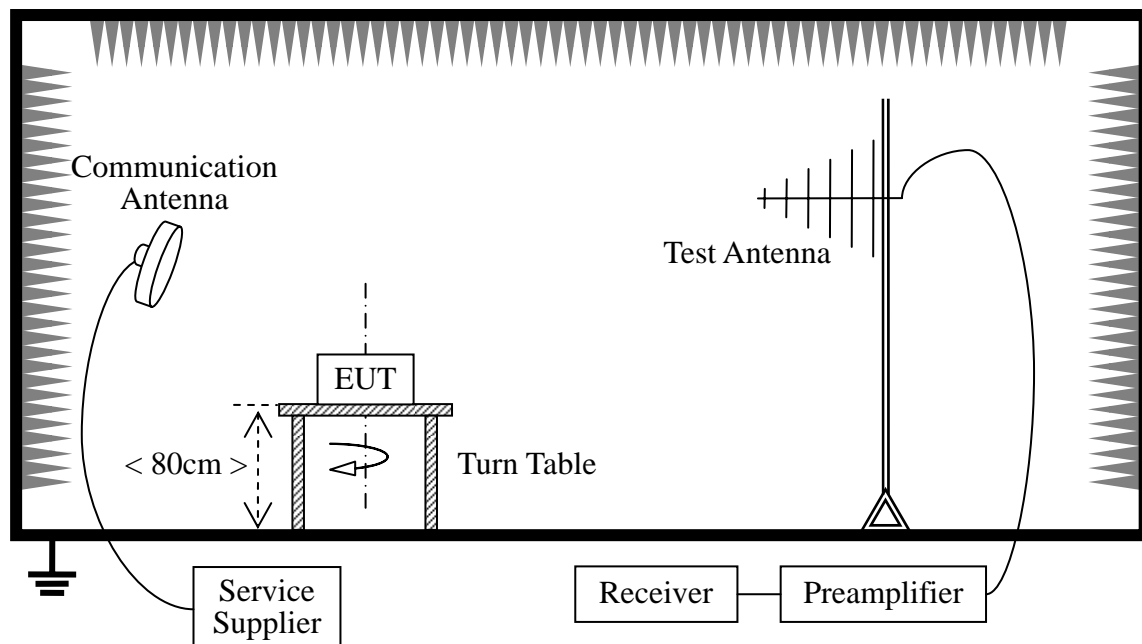 Communication
Antenna
Test Antenna
EUT
< 80cm >
Turn Table
Service
Supplier
Receiver
Preamplifier